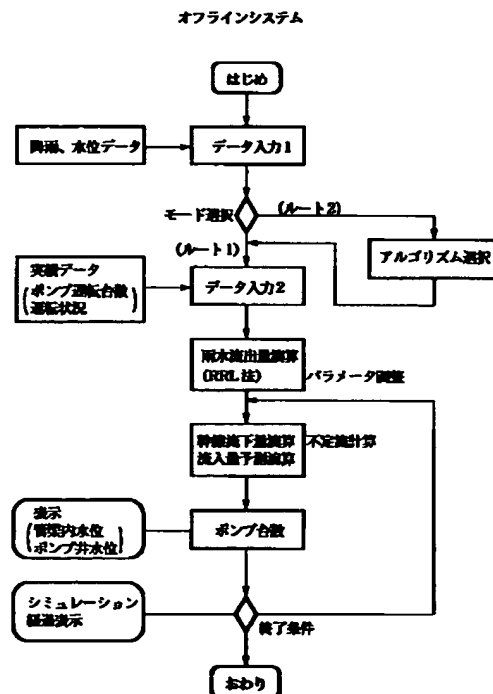 オフラインシステム
はじめ
降雨、水位データ
データ入力1
モード選択
(ルート2)
(ルート1)
アルゴリズム選択
実績データ
(ポンプ運転台数
運転状況)
データ入力2
雨水流出量演算
(RRL法)
パラメータ調整
幹線流下量演算
流入量予測演算
不定流計算
表示
(管渠内水位
ポンプ井水位)
ポンプ台数
シミュレーション
経過表示
終了条件
おわり